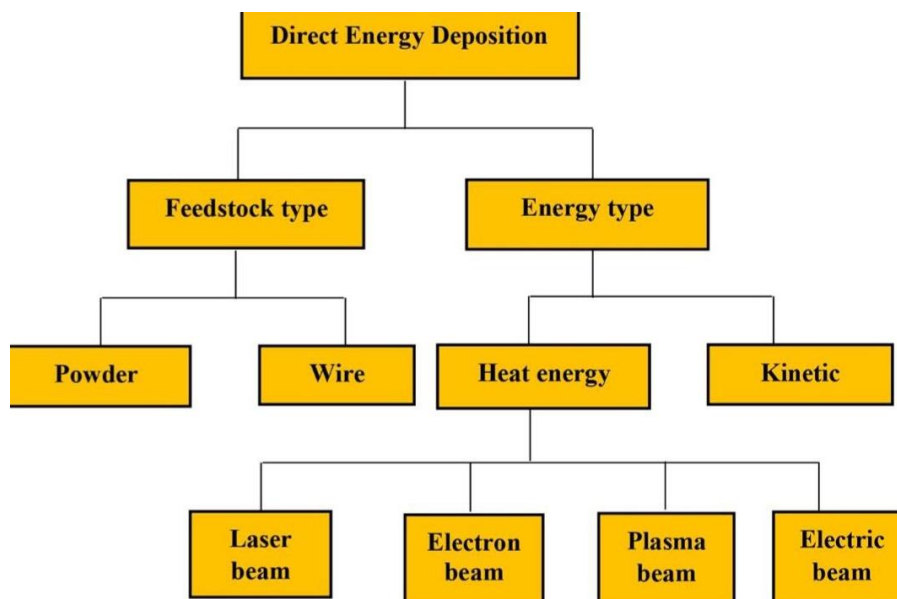 Direct Energy Deposition
Feedstock type
Energy type
Powder
Wire
Heat energy
Kinetic
Laser
beam
Electron
beam
Plasma
beam
Electric
beam